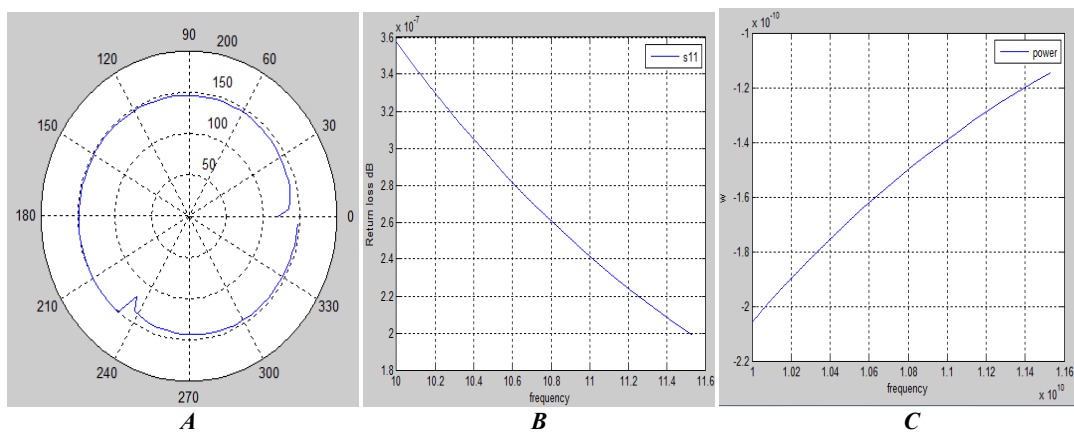 90
120
200
60
150
150
30
100
50
180
0
210
330
240
300
270
A
x 10^-7
3.6
3.4
3.2
3
2.8
2.6
2.4
2.2
2
1.8
Return loss dB
s11
10 10.2 10.4 10.6 10.8 11 11.2 11.4 11.6
frequency
B
x 10^-10
-1
-1.2
-1.4
-1.6
-1.8
-2
-2.2
w
power
1 1.02 1.04 1.06 1.08 1.1 1.12 1.14 1.16
frequency
x 10^10
C